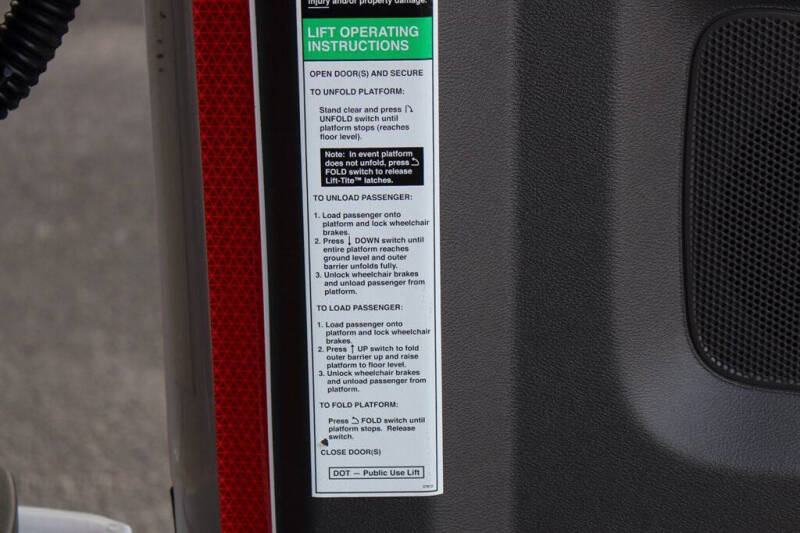 injury and/or property damage.
LIFT OPERATING
INSTRUCTIONS
OPEN DOOR(S) AND SECURE
TO UNFOLD PLATFORM:
Stand clear and press
UNFOLD switch until
platform stops (reaches
floor level).
Note: In event platform
does not unfold, press
FOLD switch to release
Lift-Tite™ latches.
TO UNLOAD PASSENGER:
1. Load passenger onto
platform and lock wheelchair
brakes.
2. Press ↓ DOWN switch until
entire platform reaches
ground level and outer
barrier unfolds fully.
3. Unlock wheelchair brakes
and unload passenger from
platform.
TO LOAD PASSENGER:
1. Load passenger onto
platform and lock wheelchair
brakes.
2. Press ↑ UP switch to fold
outer barrier up and raise
platform to floor level.
3. Unlock wheelchair brakes
and unload passenger from
platform.
TO FOLD PLATFORM:
Press FOLD switch until
platform stops. Release
switch.
CLOSE DOOR(S)
DOT — Public Use Lift